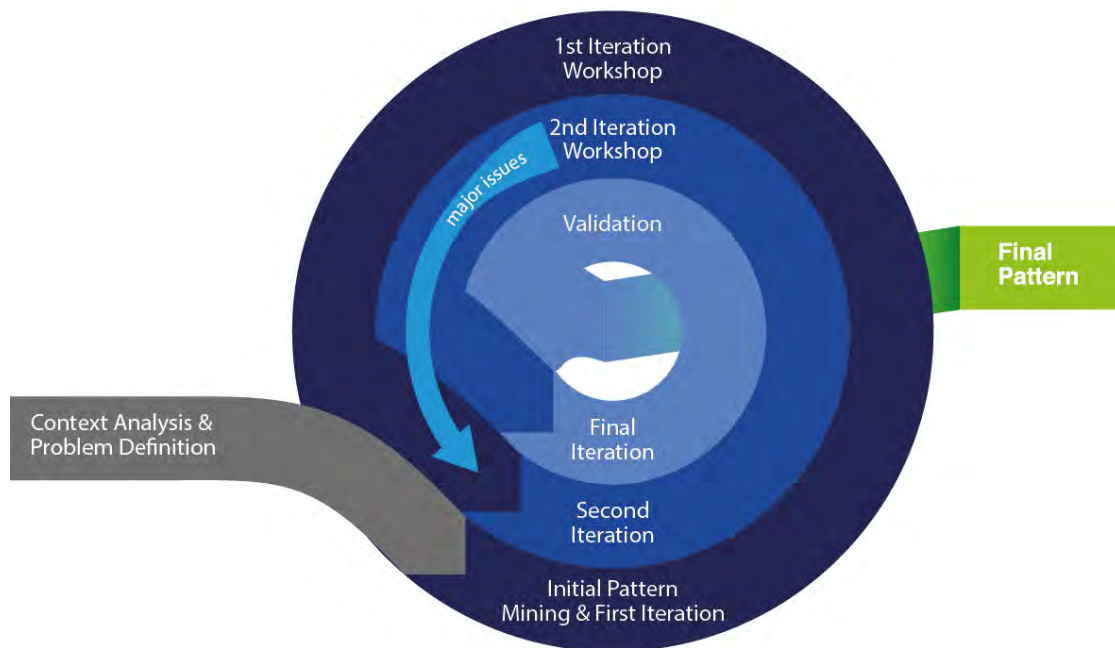 1st Iteration
Workshop
2nd Iteration
Workshop
major issues
Validation
Final
Pattern
Context Analysis &
Problem Definition
Final
Iteration
Second
Iteration
Initial Pattern
Mining & First Iteration